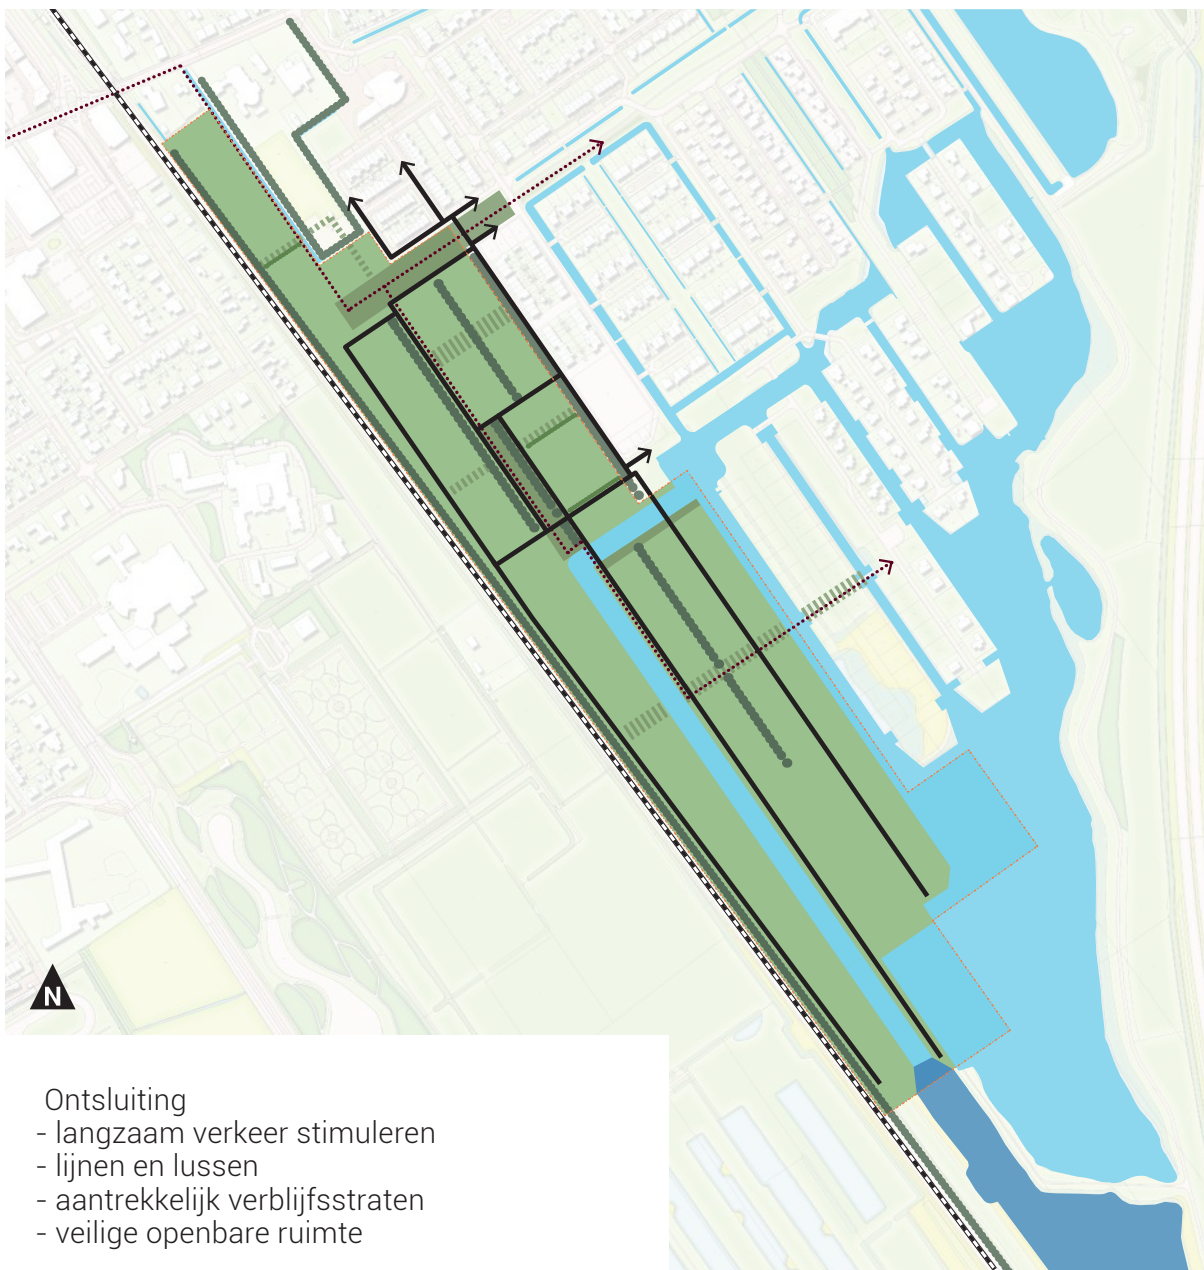 N
Ontsluiting
- langzaam verkeer stimuleren
- lijnen en lussen
- aantrekkelijk verblijfsstraten
- veilige openbare ruimte